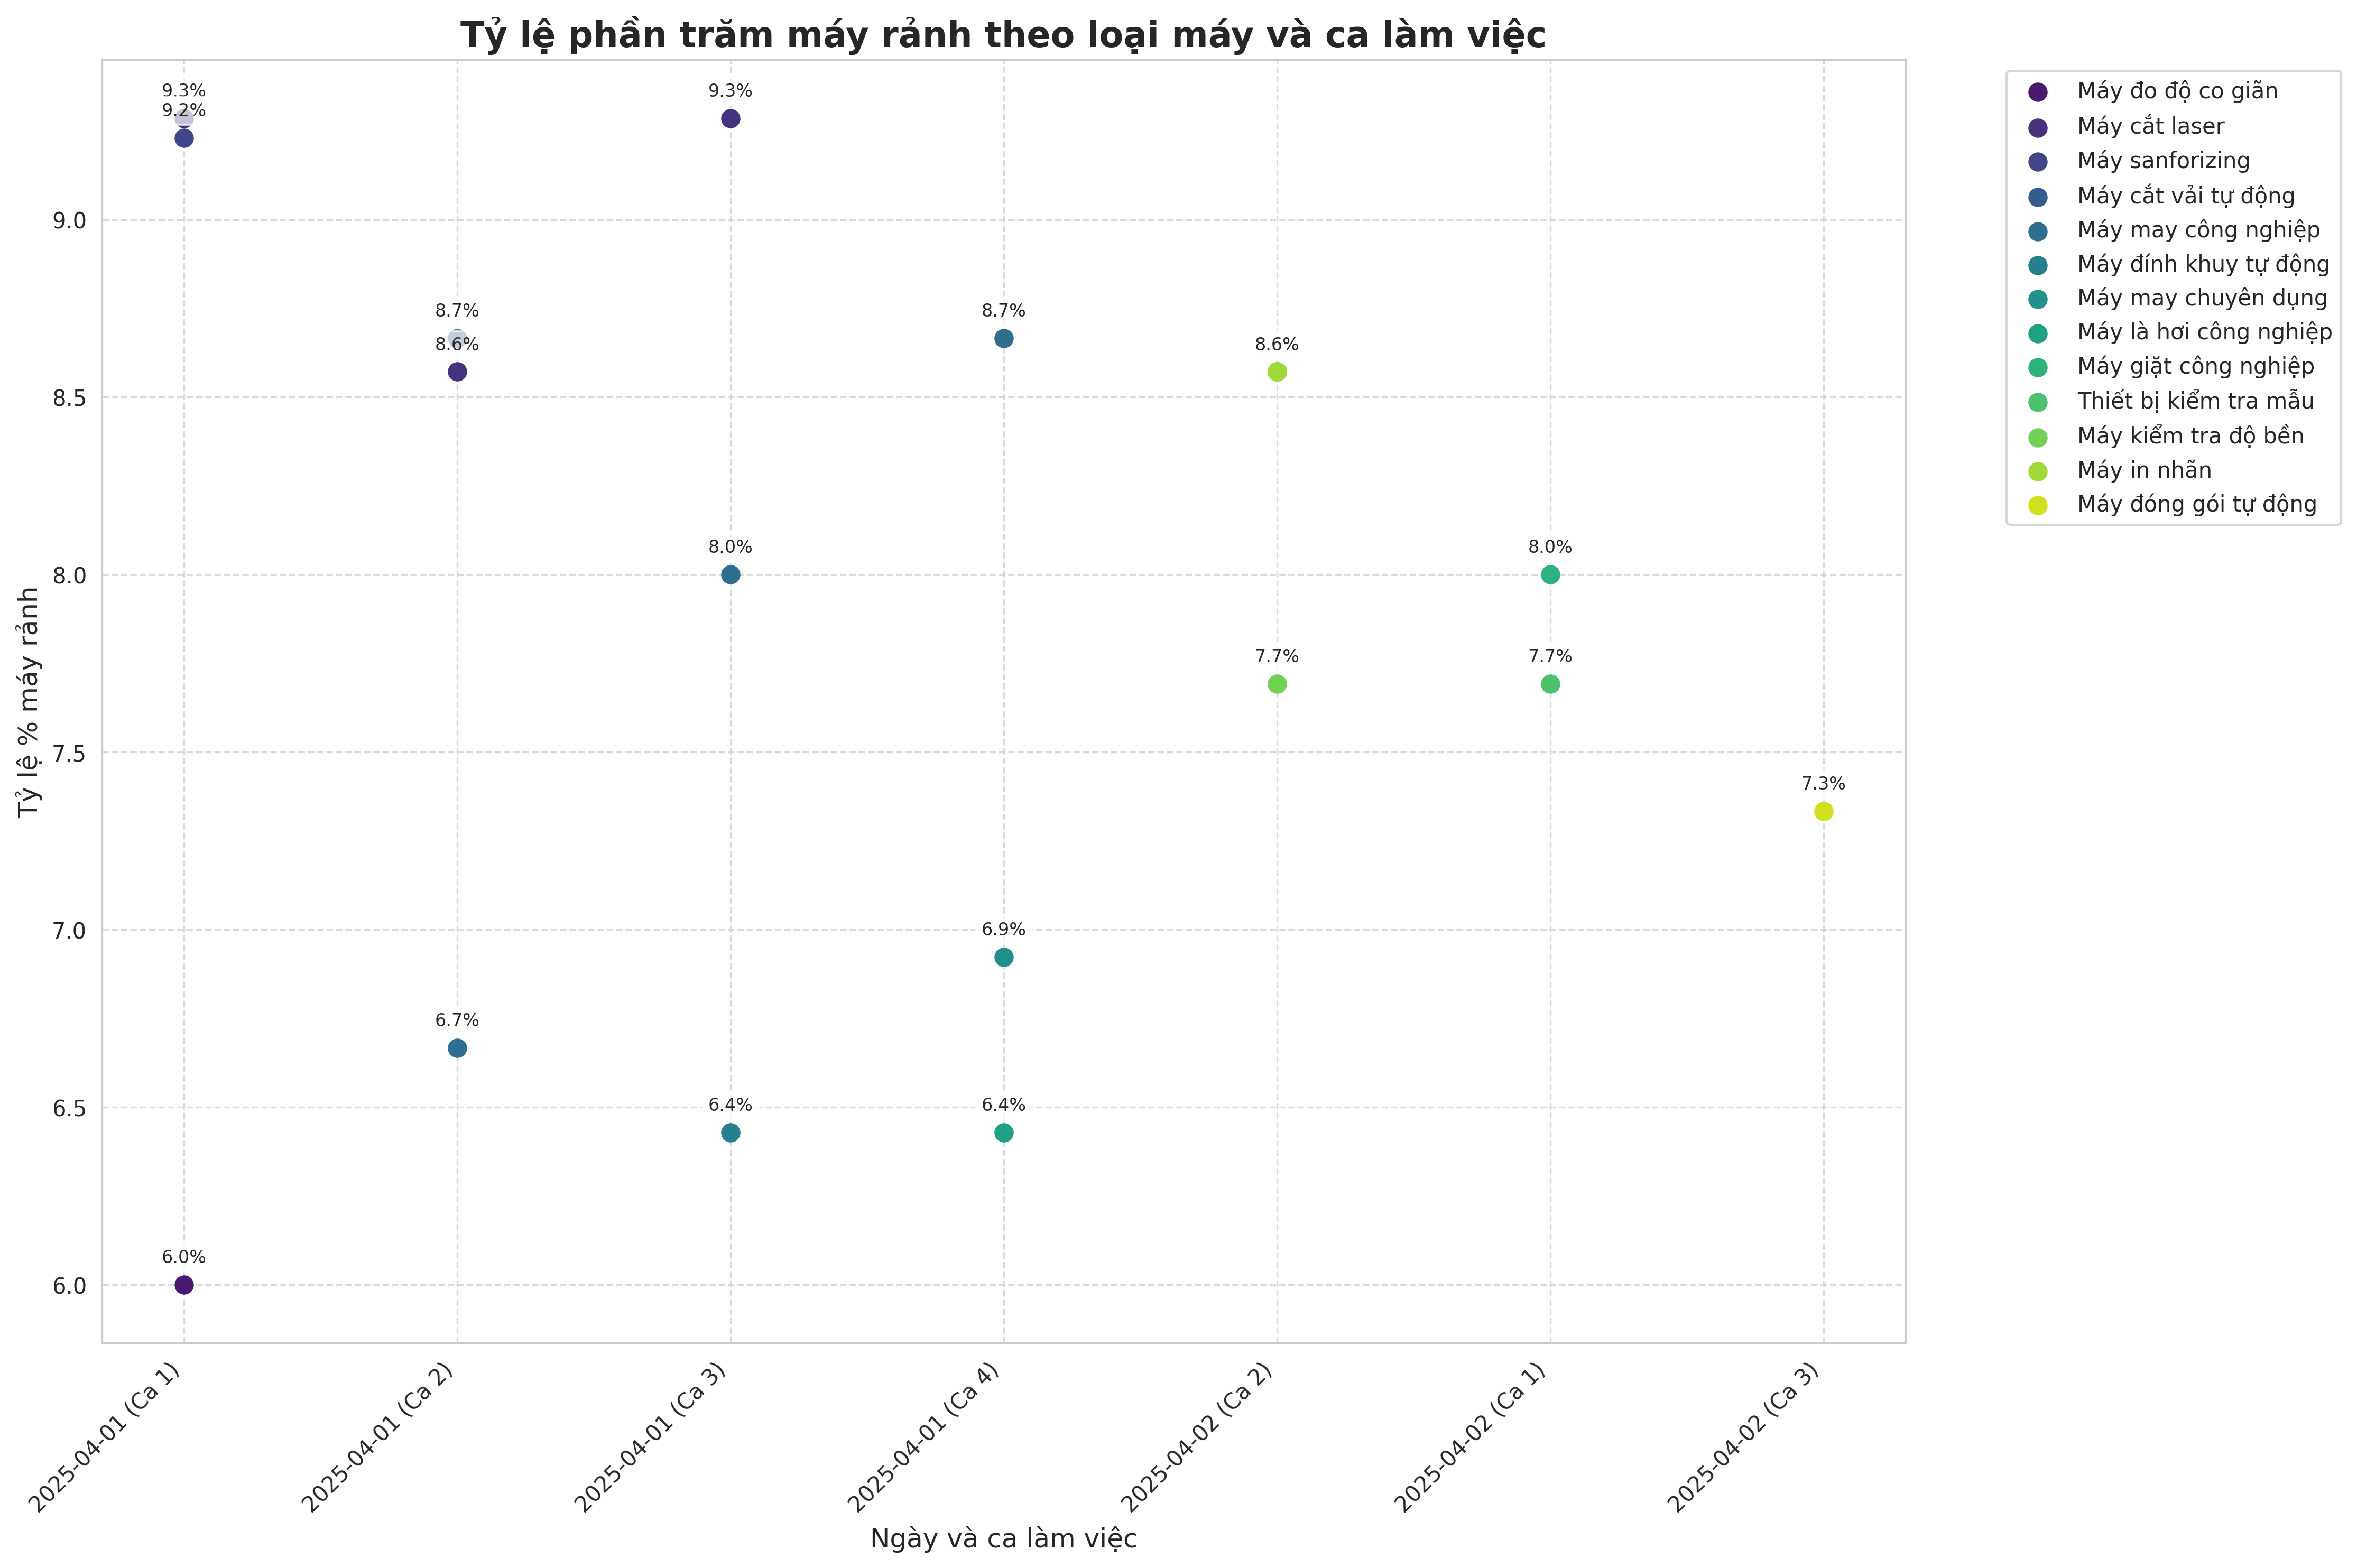 Tỷ lệ phần trăm máy rảnh theo loại máy và ca làm việc
Tỷ lệ % máy rảnh
9.0
8.5
8.0
7.5
7.0
6.5
6.0
9.3%
9.2%
6.0%
8.7%
8.6%
6.7%
9.3%
8.0%
6.4%
8.7%
6.9%
6.4%
8.6%
7.7%
8.0%
7.7%
7.3%
2025-04-01 (Ca 1)
2025-04-01 (Ca 2)
2025-04-01 (Ca 3)
2025-04-01 (Ca 4)
2025-04-02 (Ca 2)
2025-04-02 (Ca 1)
2025-04-02 (Ca 3)
Ngày và ca làm việc
Máy đo độ co giãn
Máy cắt laser
Máy sanforizing
Máy cắt vải tự động
Máy may công nghiệp
Máy đính khuy tự động
Máy may chuyên dụng
Máy là hơi công nghiệp
Máy giặt công nghiệp
Thiết bị kiểm tra mẫu
Máy kiểm tra độ bền
Máy in nhãn
Máy đóng gói tự động